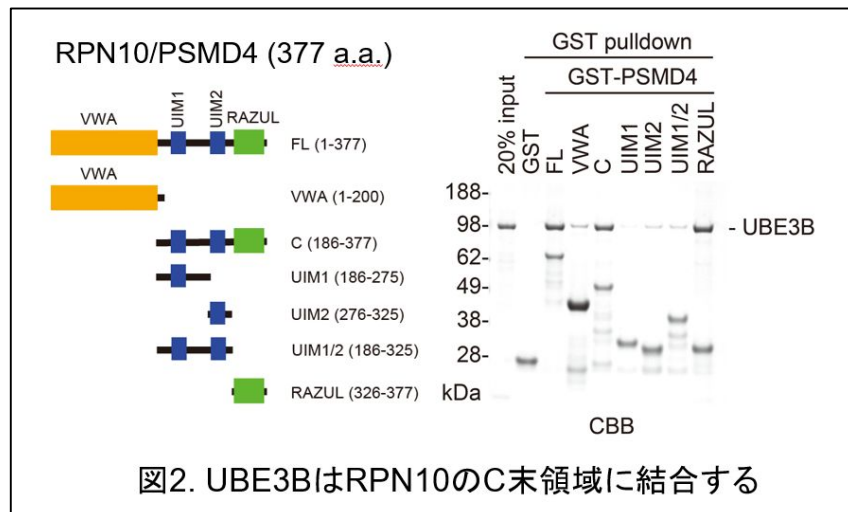 RPN10/PSMD4 (377 a.a.)
VWA
UIM1
UIM2
RAZUL
FL (1-377)
VWA
VWA (1-200)
C (186-377)
UIM1 (186-275)
UIM2 (276-325)
UIM1/2 (186-325)
RAZUL (326-377)
GST pulldown
GST-PSMD4
20% input
GST
FL
VWA
C
UIM1
UIM2
UIM1/2
RAZUL
188-
98-
- UBE3B
62-
49-
38-
28-
kDa
CBB
図2. UBE3BはRPN10のC末領域に結合する